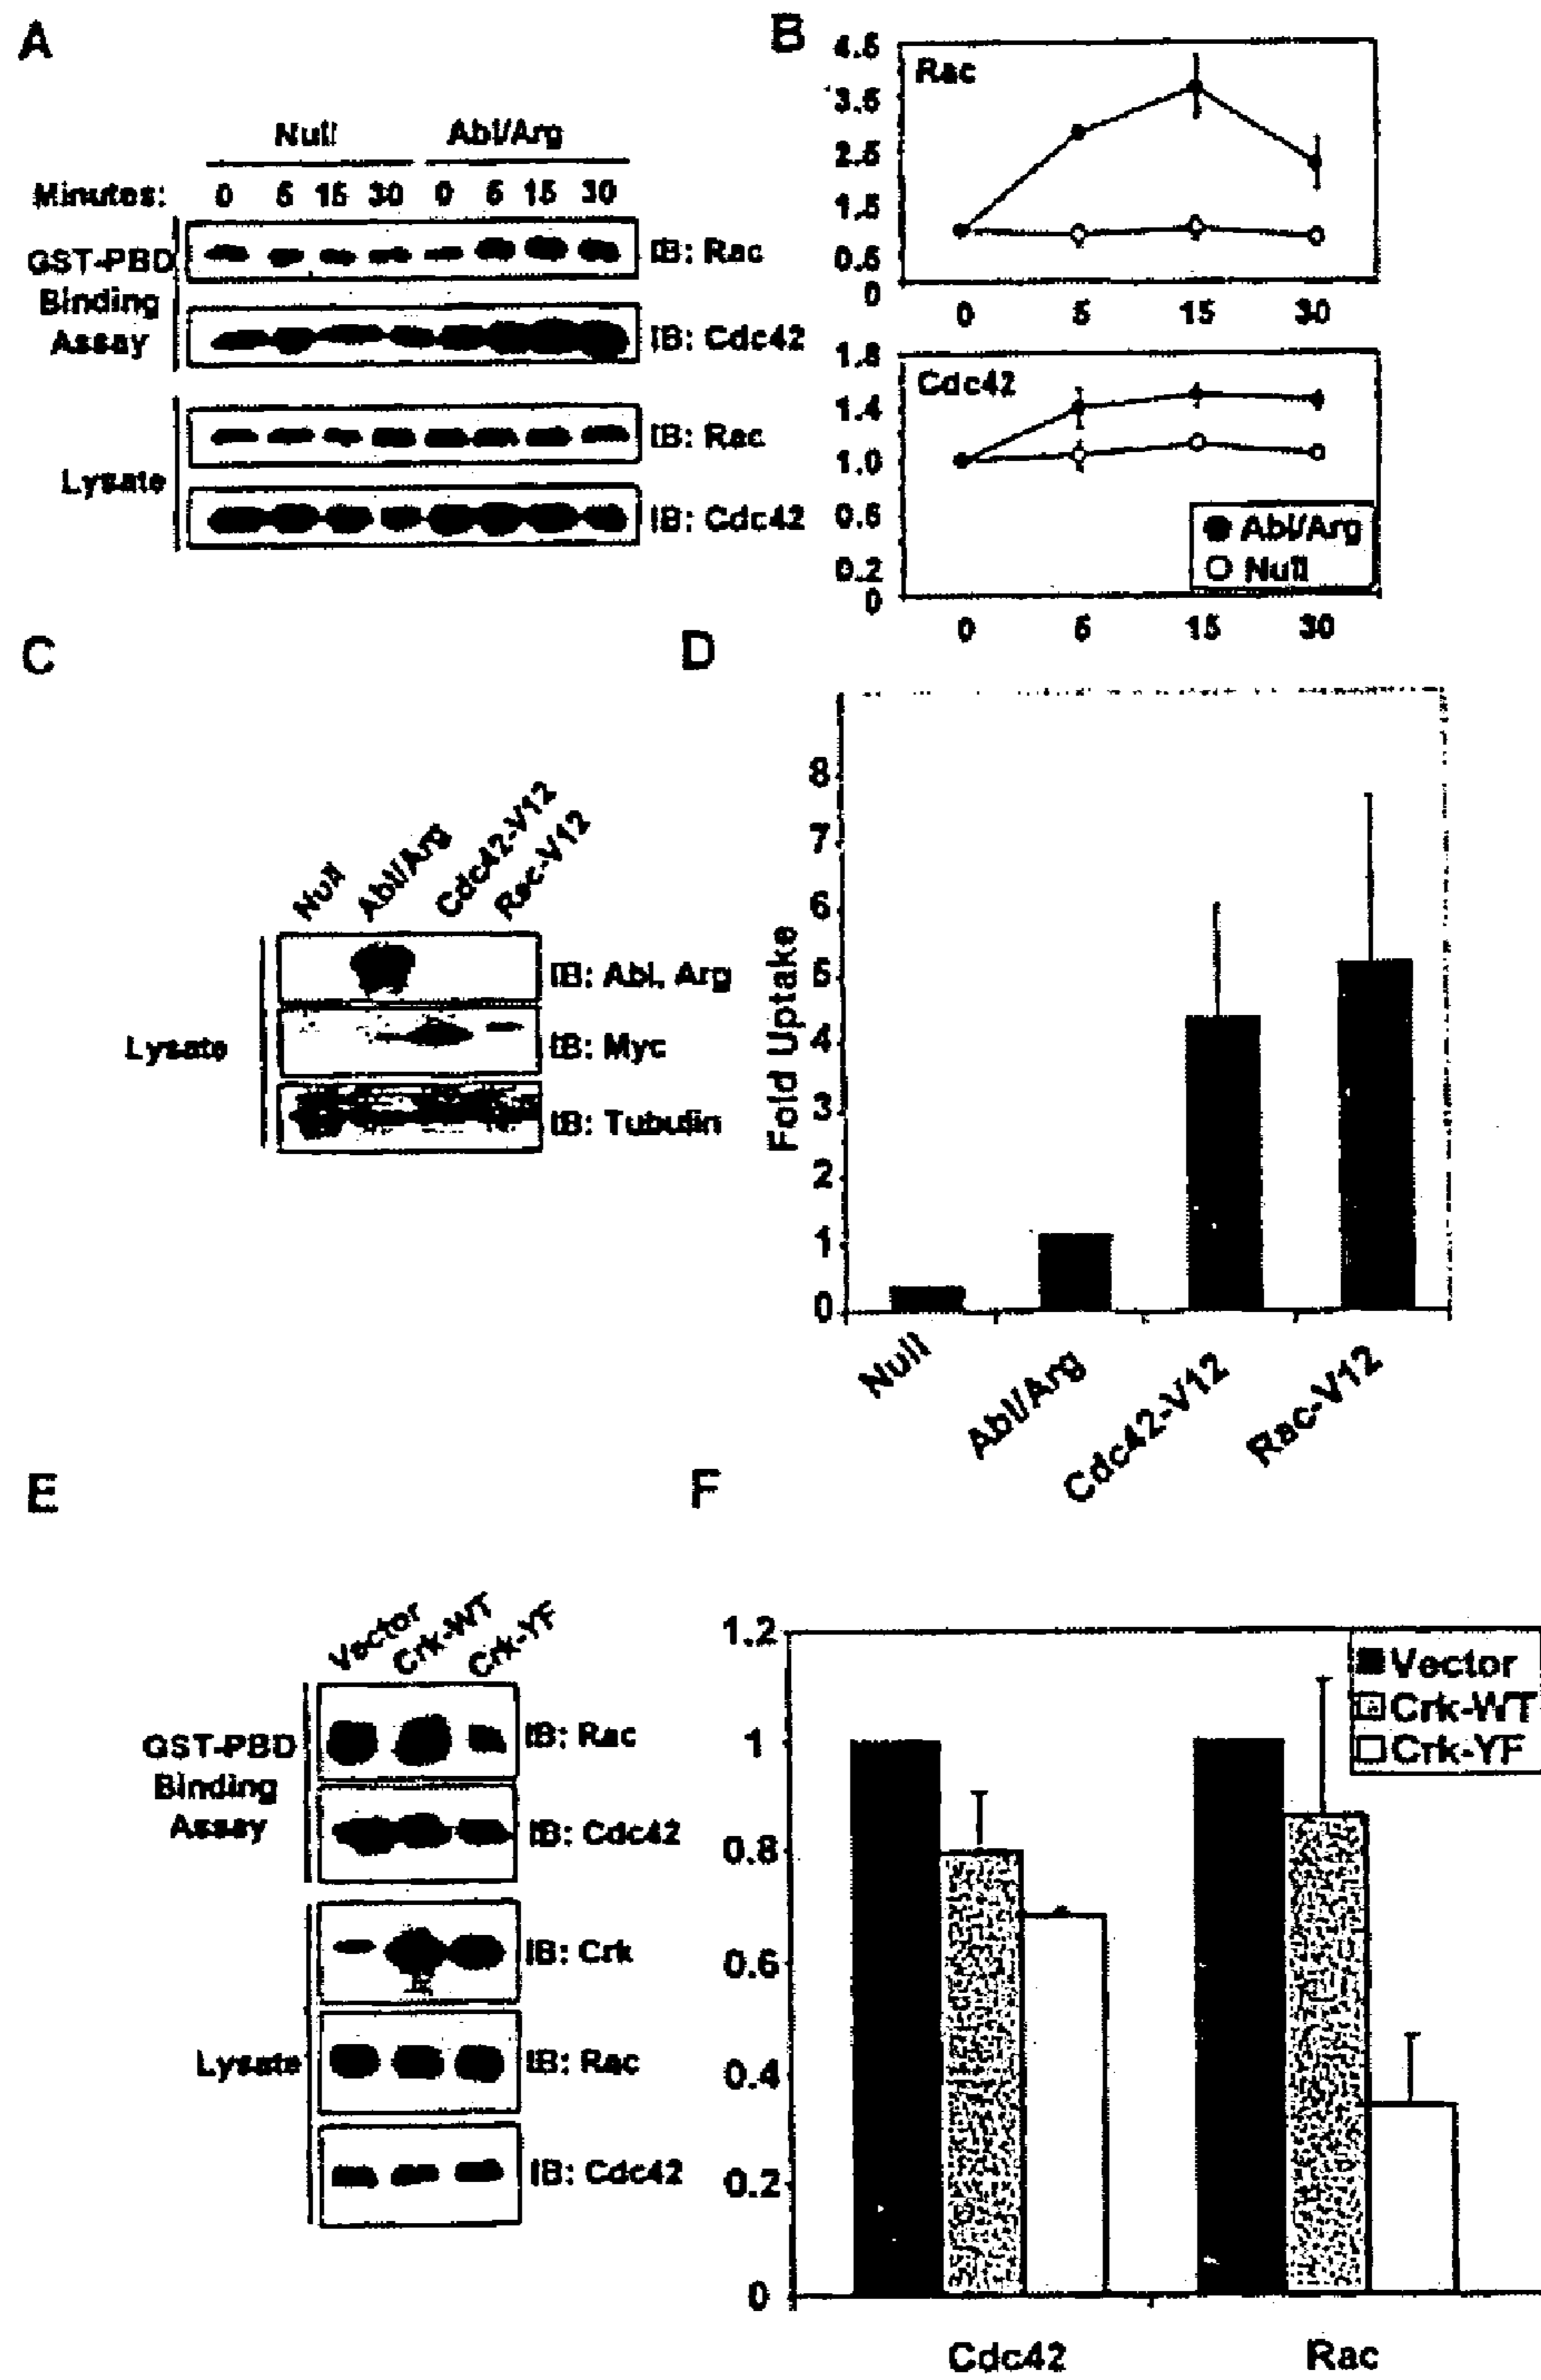 A
Null Abl/Arg
Minutes: 0 5 15 30 0 5 15 30
GST-PBD
Binding
Assay
IB: Rac
IB: Cdc42
Lysate
IB: Rac
IB: Cdc42
B
Rac
4.5
3.5
2.5
1.5
0.5
0
0 5 15 30
Cdc42
1.8
1.4
1.0
0.6
0.2
0
Abl/Arg
Null
0 5 15 30
C
Null
Abl/Arg
Cdc42-V12
Rac-V12
Lysate
IB: Abl, Arg
IB: Myc
IB: Tubulin
D
Fold Uptake
8
7
6
5
4
3
2
1
0
Null
Abl/Arg
Cdc42-V12
Rac-V12
E
Vector
Crk-WT
Crk-YF
GST-PBD
Binding
Assay
IB: Rac
IB: Cdc42
IB: Crk
Lysate
IB: Rac
IB: Cdc42
F
1.2
1
0.8
0.6
0.4
0.2
0
Vector
Crk-WT
Crk-YF
Cdc42 Rac